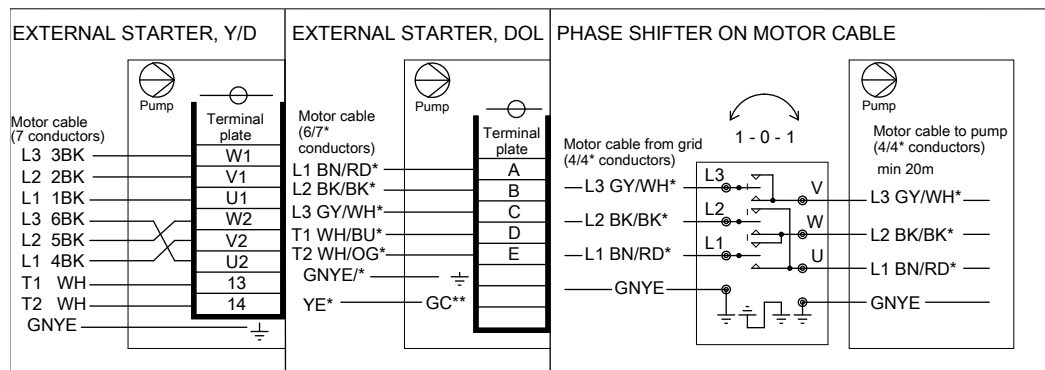 EXTERNAL STARTER, Y/D
Pump
Motor cable
(7 conductors)
Terminal
plate
L3 3BK W1
L2 2BK V1
L1 1BK U1
L3 6BK W2
L2 5BK V2
L1 4BK U2
T1 WH 13
T2 WH 14
GNYE
EXTERNAL STARTER, DOL
Pump
Motor cable
(6/7*
conductors)
Terminal
plate
L1 BN/RD* A
L2 BK/BK* B
L3 GY/WH* C
T1 WH/BU* D
T2 WH/OG* E
GNYE/*
YE* GC**
PHASE SHIFTER ON MOTOR CABLE
Pump
1 - 0 - 1
Motor cable from grid
(4/4* conductors)
Motor cable to pump
(4/4* conductors)
min 20m
L3 GY/WH* L3 V L3 GY/WH*
L2 BK/BK* L2 W L2 BK/BK*
L1 BN/RD* L1 U L1 BN/RD*
GNYE GNYE